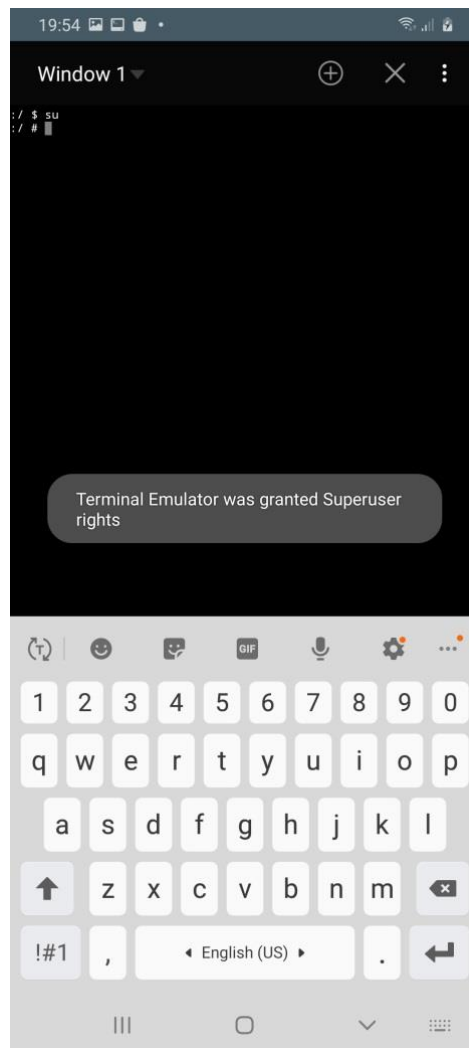 19:54
Window 1
:/ $ su
:/ #
Terminal Emulator was granted Superuser
rights
GIF
1 2 3 4 5 6 7 8 9 0
q w e r t y u i o p
a s d f g h j k l
z x c v b n m
!#1 , English (US) .